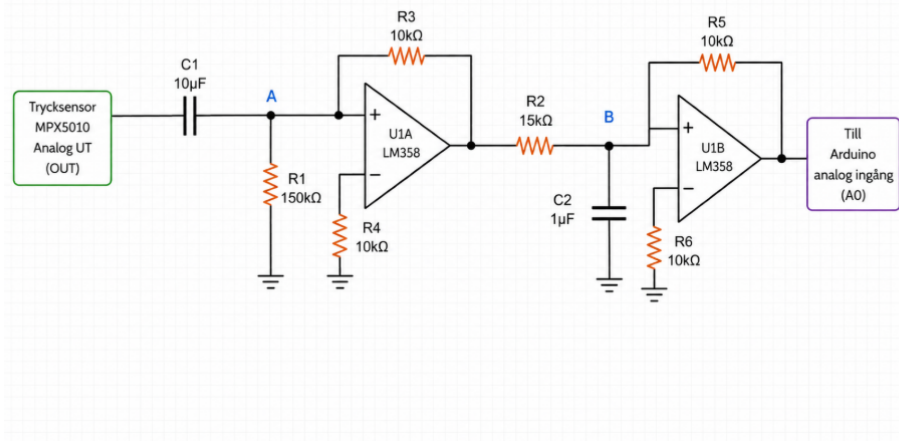 Trycksensor
MPX5010
Analog UT
(OUT)
C1
10µF
A
R1
150kΩ
R3
10kΩ
+
U1A
LM358
−
R4
10kΩ
R2
15kΩ
B
C2
1µF
R5
10kΩ
+
U1B
LM358
−
R6
10kΩ
Till
Arduino
analog ingång
(A0)